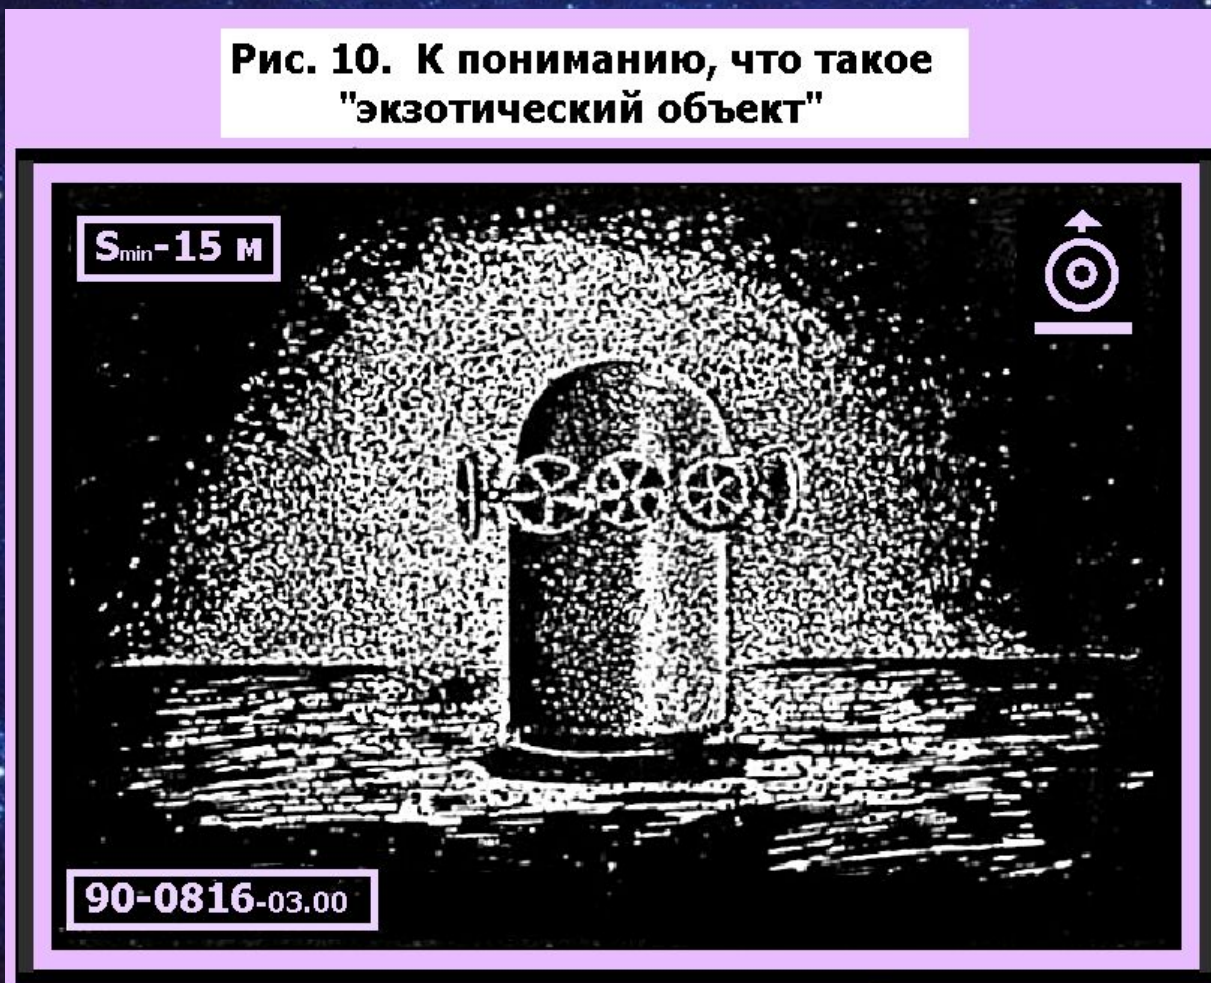 Рис. 10. К пониманию, что такое
"экзотический объект"
Smin-15 м
90-0816-03.00